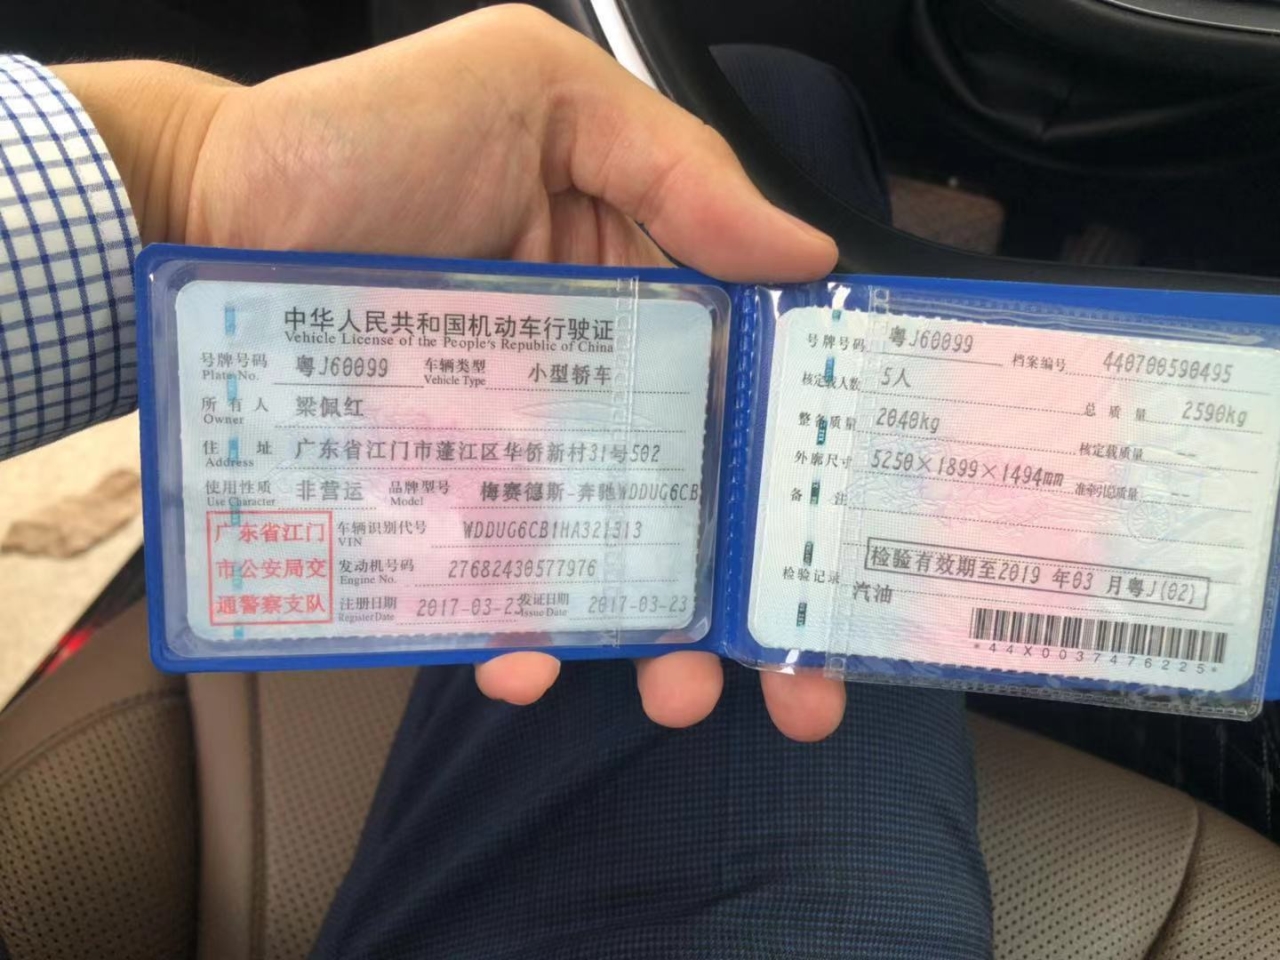 中华人民共和国机动车行驶证
Vehicle License of the People's Republic of China
号牌号码 粤J60099 车辆类型 小型轿车
Plate No. Vehicle Type
所有人 梁佩红
Owner
住址 广东省江门市蓬江区华侨新村31号502
Address
使用性质 非营运 品牌型号 梅赛德斯-奔驰WDDUG6CB
Use Character Model
广东省江门
市公安局交
通警察支队
车辆识别代号 WDDUG6CB1HA321313
VIN
发动机号码 27682430577976
Engine No.
注册日期 2017-03-23 发证日期 2017-03-23
Register Date Issue Date
号牌号码 粤J60099 档案编号 440700590495
核定载人数 5人 总质量 2590kg
整备质量 2040kg 核定载质量 --
外廓尺寸 5250×1899×1494mm 准牵引总质量 --
备注
检验有效期至2019 年03 月粤J(02)
检验记录 汽油
*44X0037476225*